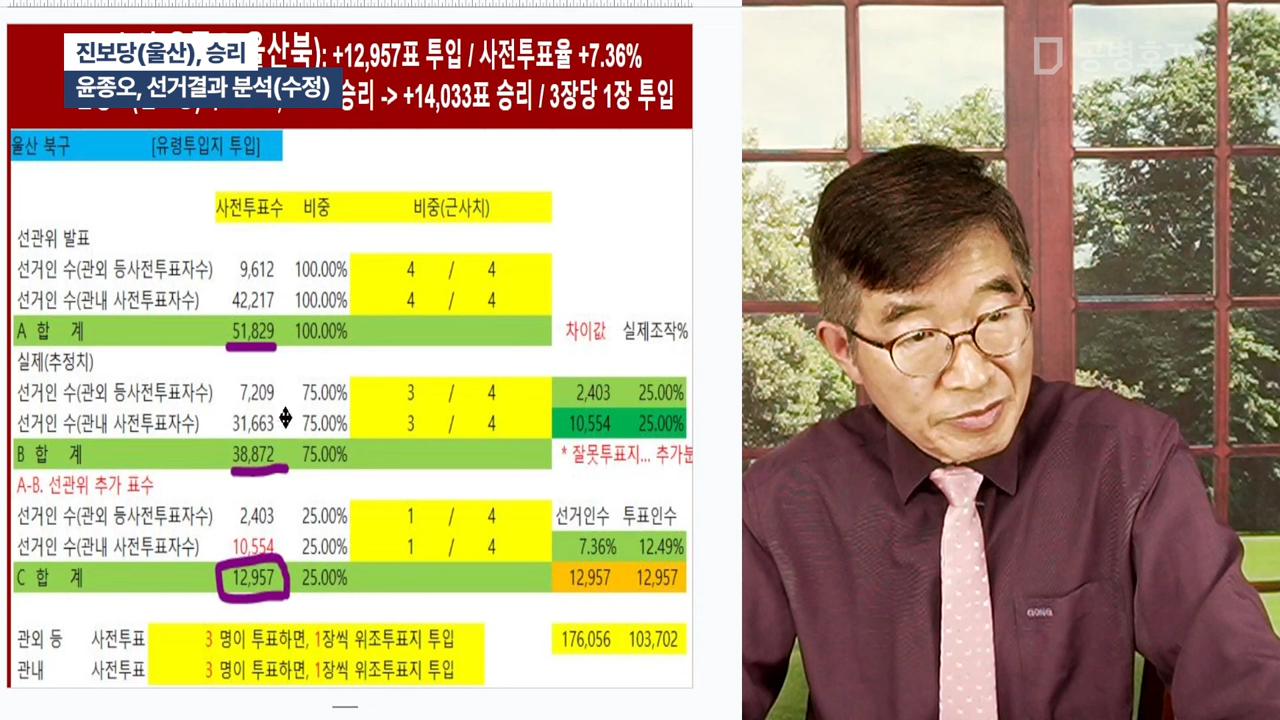 진보당(울산), 승리
윤종오, 선거결과 분석(수정)
울산북): +12,957표 투입 / 사전투표율 +7.36%
승리 -> +14,033표 승리 / 3장당 1장 투입
공병호TV
울산 북구 [유령투입지 투입]
사전투표수 비중 비중(근사치)
선관위 발표
선거인 수(관외 등사전투표자수) 9,612 100.00% 4 / 4
선거인 수(관내 사전투표자수) 42,217 100.00% 4 / 4
A 합 계 51,829 100.00% 차이값 실제조작%
실제(추정치)
선거인 수(관외 등사전투표자수) 7,209 75.00% 3 / 4 2,403 25.00%
선거인 수(관내 사전투표자수) 31,663 75.00% 3 / 4 10,554 25.00%
B 합 계 38,872 75.00% * 잘못투표지... 추가분
A-B. 선관위 추가 표수
선거인 수(관외 등사전투표자수) 2,403 25.00% 1 / 4 선거인수 투표인수
선거인 수(관내 사전투표자수) 10,554 25.00% 1 / 4 7.36% 12.49%
C 합 계 12,957 25.00% 12,957 12,957
관외 등 사전투표 3 명이 투표하면, 1장씩 위조투표지 투입 176,056 103,702
관내 사전투표 3 명이 투표하면, 1장씩 위조투표지 투입
GONG